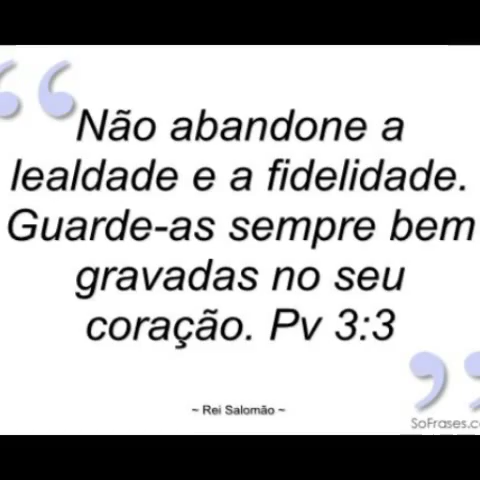 Não abandone a
lealdade e a fidelidade.
Guarde-as sempre bem
gravadas no seu
coração. Pv 3:3
~ Rei Salomão ~
SoFrases.c